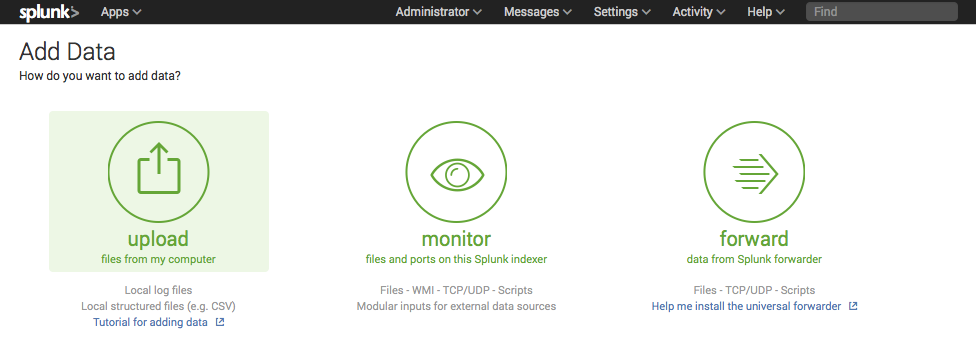 splunk> Apps Administrator Messages Settings Activity Help Find
Add Data
How do you want to add data?
upload
files from my computer
Local log files
Local structured files (e.g. CSV)
Tutorial for adding data
monitor
files and ports on this Splunk indexer
Files - WMI - TCP/UDP - Scripts
Modular inputs for external data sources
forward
data from Splunk forwarder
Files - TCP/UDP - Scripts
Help me install the universal forwarder